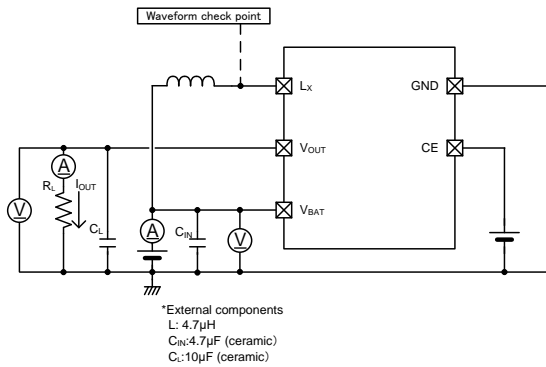 Waveform check point
LX
GND
VOUT
CE
A
RL
IOUT
V
CL
VBAT
A
CIN
V
*External components
L: 4.7μH
CIN:4.7μF (ceramic)
CL:10μF (ceramic)